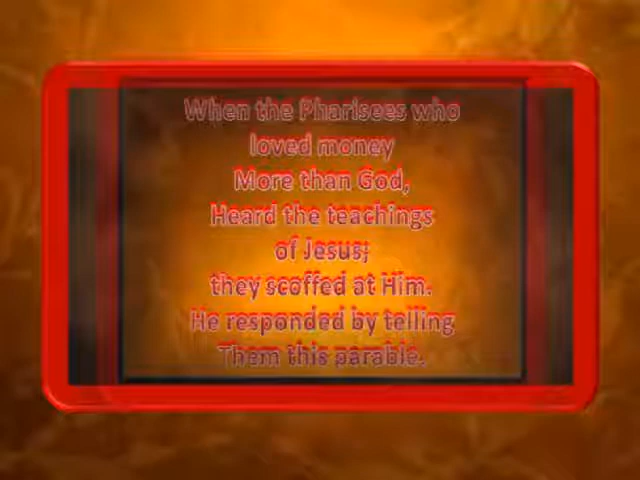 When the Pharisees who
loved money
More than God,
Heard the teachings
of Jesus;
they scoffed at Him.
He responded by telling
Them this parable.